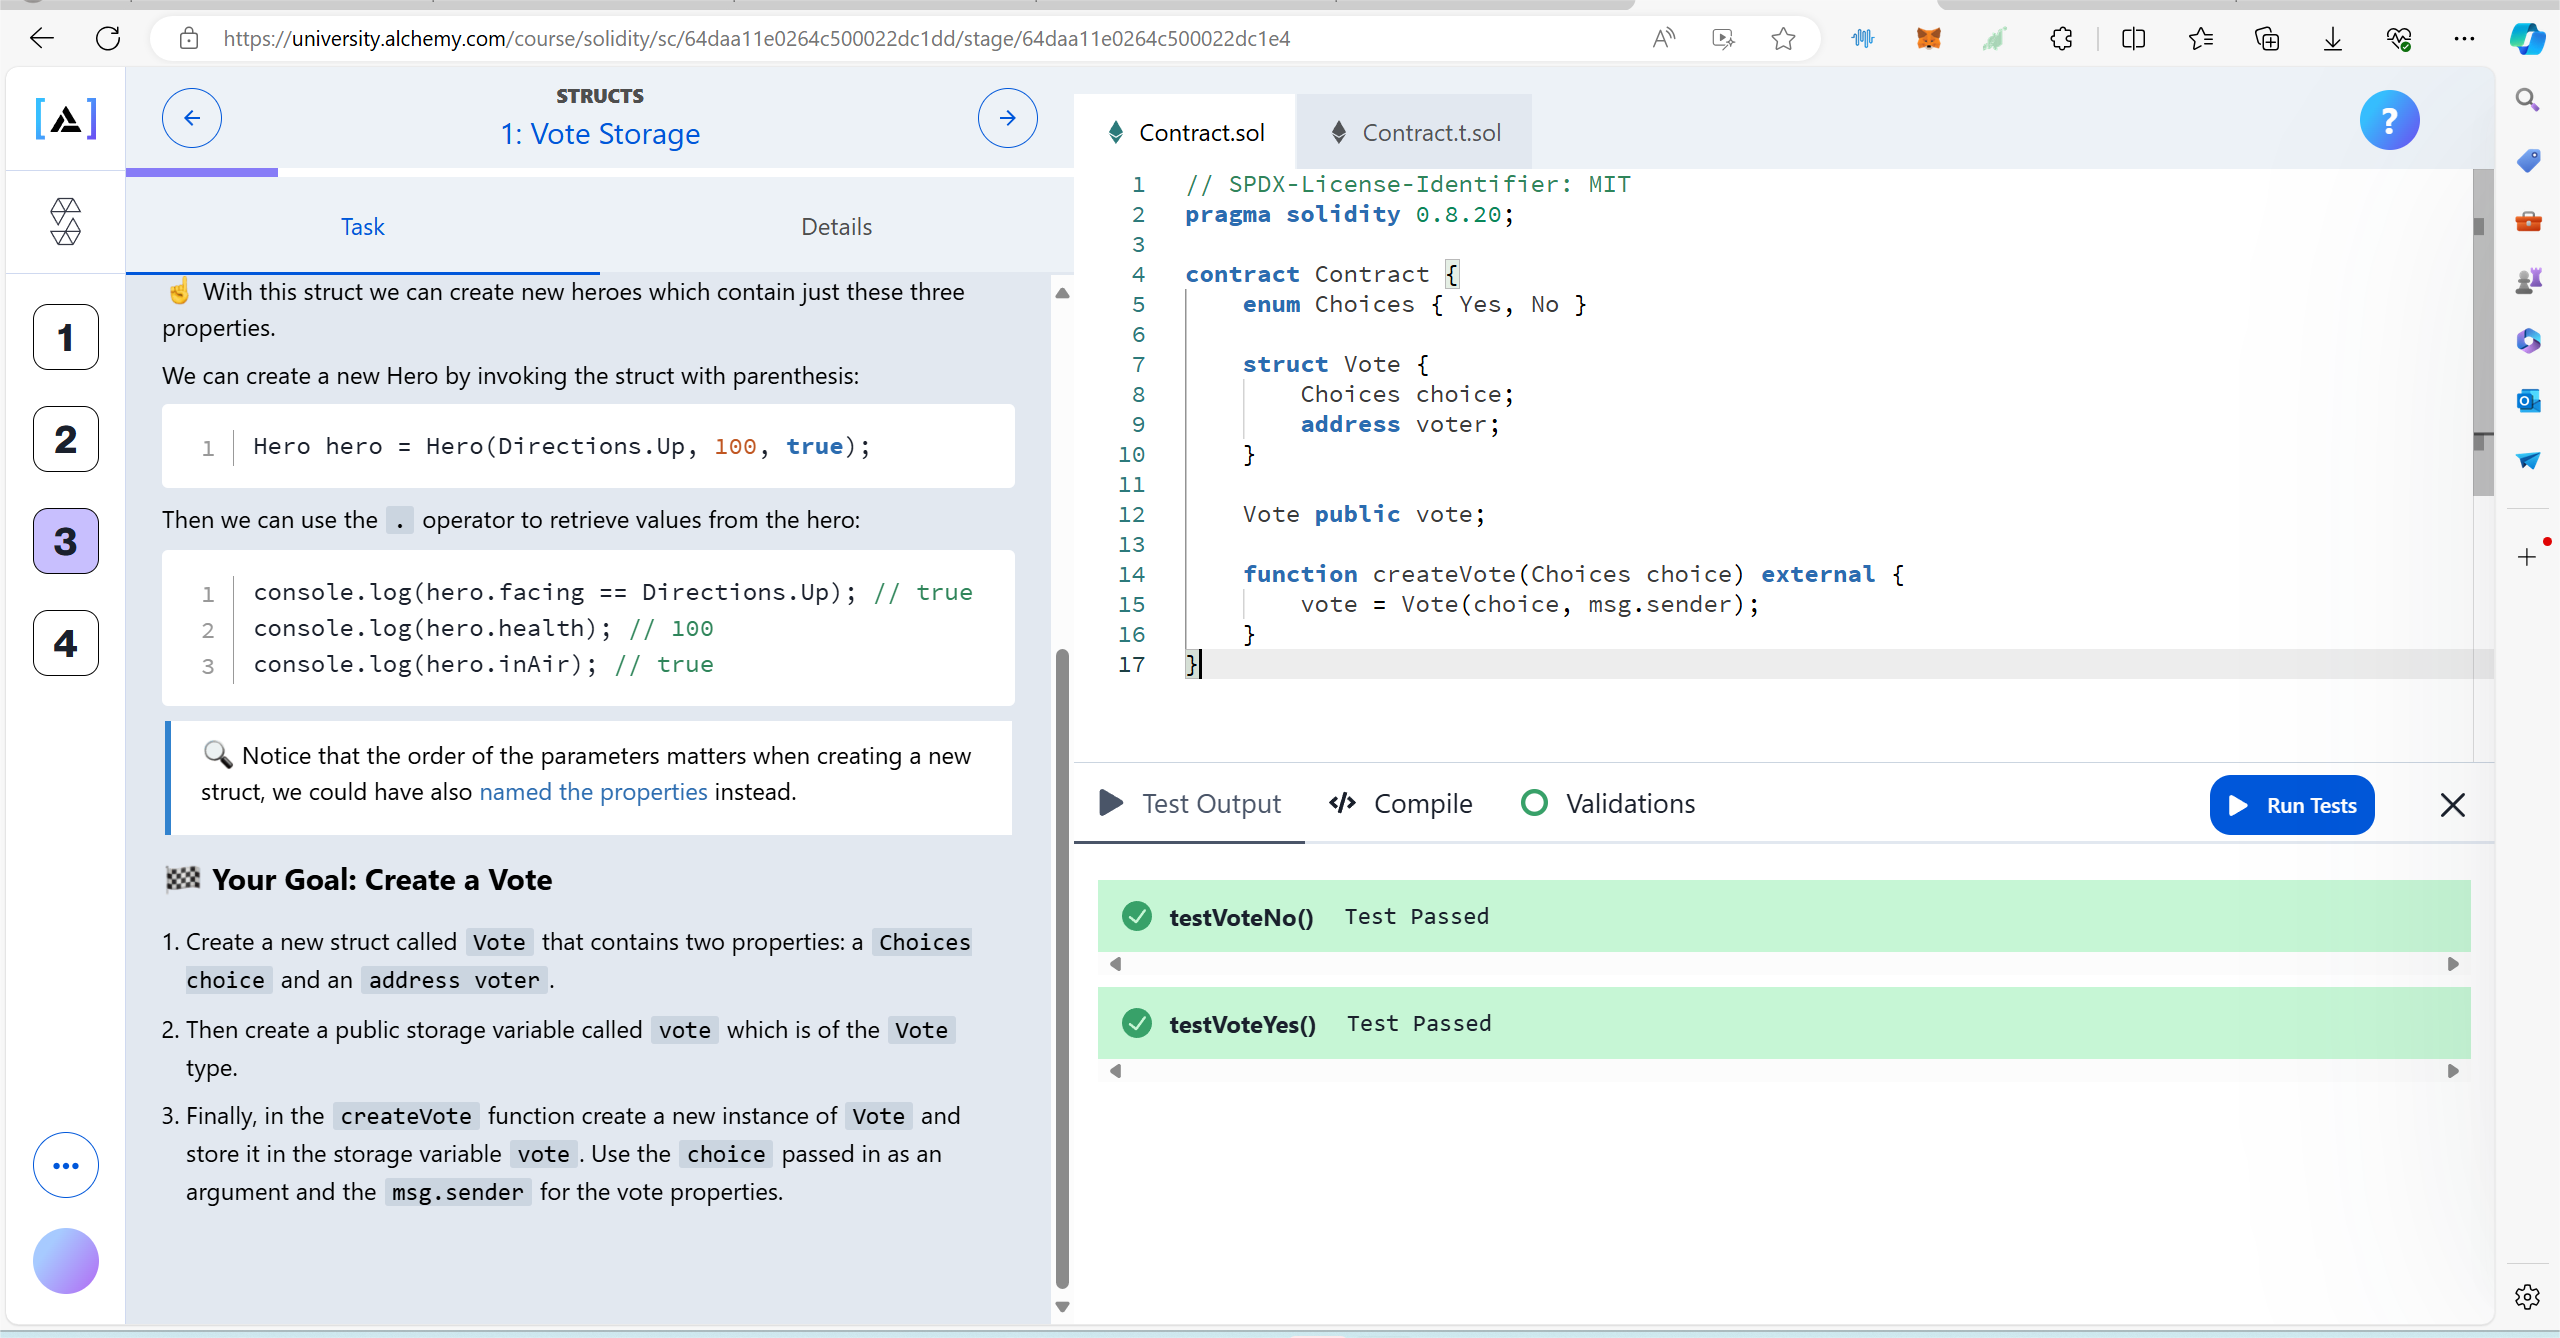 https://university.alchemy.com/course/solidity/sc/64daa11e0264c500022dc1dd/stage/64daa11e0264c500022dc1e4
STRUCTS
1: Vote Storage
Task
Details
☝ With this struct we can create new heroes which contain just these three
properties.
We can create a new Hero by invoking the struct with parenthesis:
1 Hero hero = Hero(Directions.Up, 100, true);
Then we can use the . operator to retrieve values from the hero:
1 console.log(hero.facing == Directions.Up); // true
2 console.log(hero.health); // 100
3 console.log(hero.inAir); // true
🔍 Notice that the order of the parameters matters when creating a new
struct, we could have also named the properties instead.
🏁 Your Goal: Create a Vote
1. Create a new struct called Vote that contains two properties: a Choices
choice and an address voter.
2. Then create a public storage variable called vote which is of the Vote
type.
3. Finally, in the createVote function create a new instance of Vote and
store it in the storage variable vote. Use the choice passed in as an
argument and the msg.sender for the vote properties.
1
2
3
4
Contract.sol
Contract.t.sol
?
1 // SPDX-License-Identifier: MIT
2 pragma solidity 0.8.20;
3
4 contract Contract {
5     enum Choices { Yes, No }
6
7     struct Vote {
8         Choices choice;
9         address voter;
10     }
11
12     Vote public vote;
13
14     function createVote(Choices choice) external {
15         vote = Vote(choice, msg.sender);
16     }
17 }
Test Output
Compile
Validations
Run Tests
testVoteNo() Test Passed
testVoteYes() Test Passed